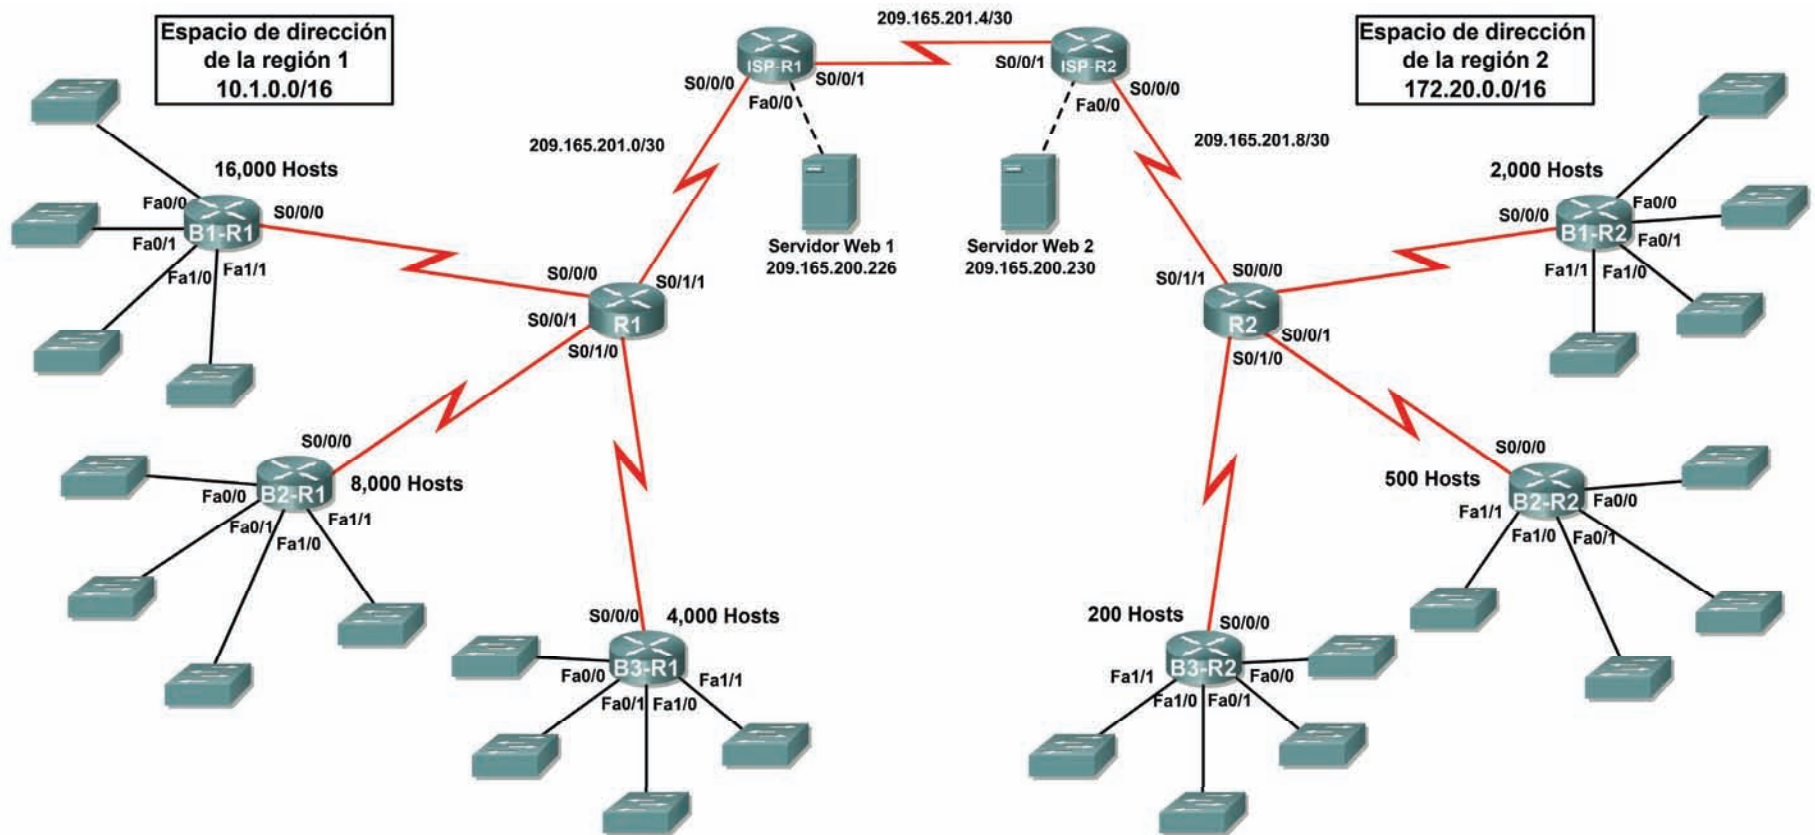 Espacio de dirección
de la región 1
10.1.0.0/16
209.165.201.4/30
Espacio de dirección
de la región 2
172.20.0.0/16
ISP-R1
S0/0/0
S0/0/1
Fa0/0
ISP-R2
S0/0/1
S0/0/0
Fa0/0
209.165.201.0/30
209.165.201.8/30
Servidor Web 1
209.165.200.226
Servidor Web 2
209.165.200.230
16,000 Hosts
B1-R1
Fa0/0
S0/0/0
Fa0/1
Fa1/0
Fa1/1
R1
S0/0/0
S0/1/1
S0/0/1
S0/1/0
R2
S0/1/1
S0/0/0
S0/0/1
S0/1/0
2,000 Hosts
B1-R2
S0/0/0
Fa0/0
Fa0/1
Fa1/1
Fa1/0
S0/0/0
B2-R1
8,000 Hosts
Fa0/0
Fa0/1
Fa1/0
Fa1/1
S0/0/0
500 Hosts
B2-R2
Fa0/0
Fa1/1
Fa1/0
Fa0/1
S0/0/0
4,000 Hosts
B3-R1
Fa0/0
Fa0/1
Fa1/0
Fa1/1
200 Hosts
S0/0/0
B3-R2
Fa1/1
Fa0/0
Fa1/0
Fa0/1